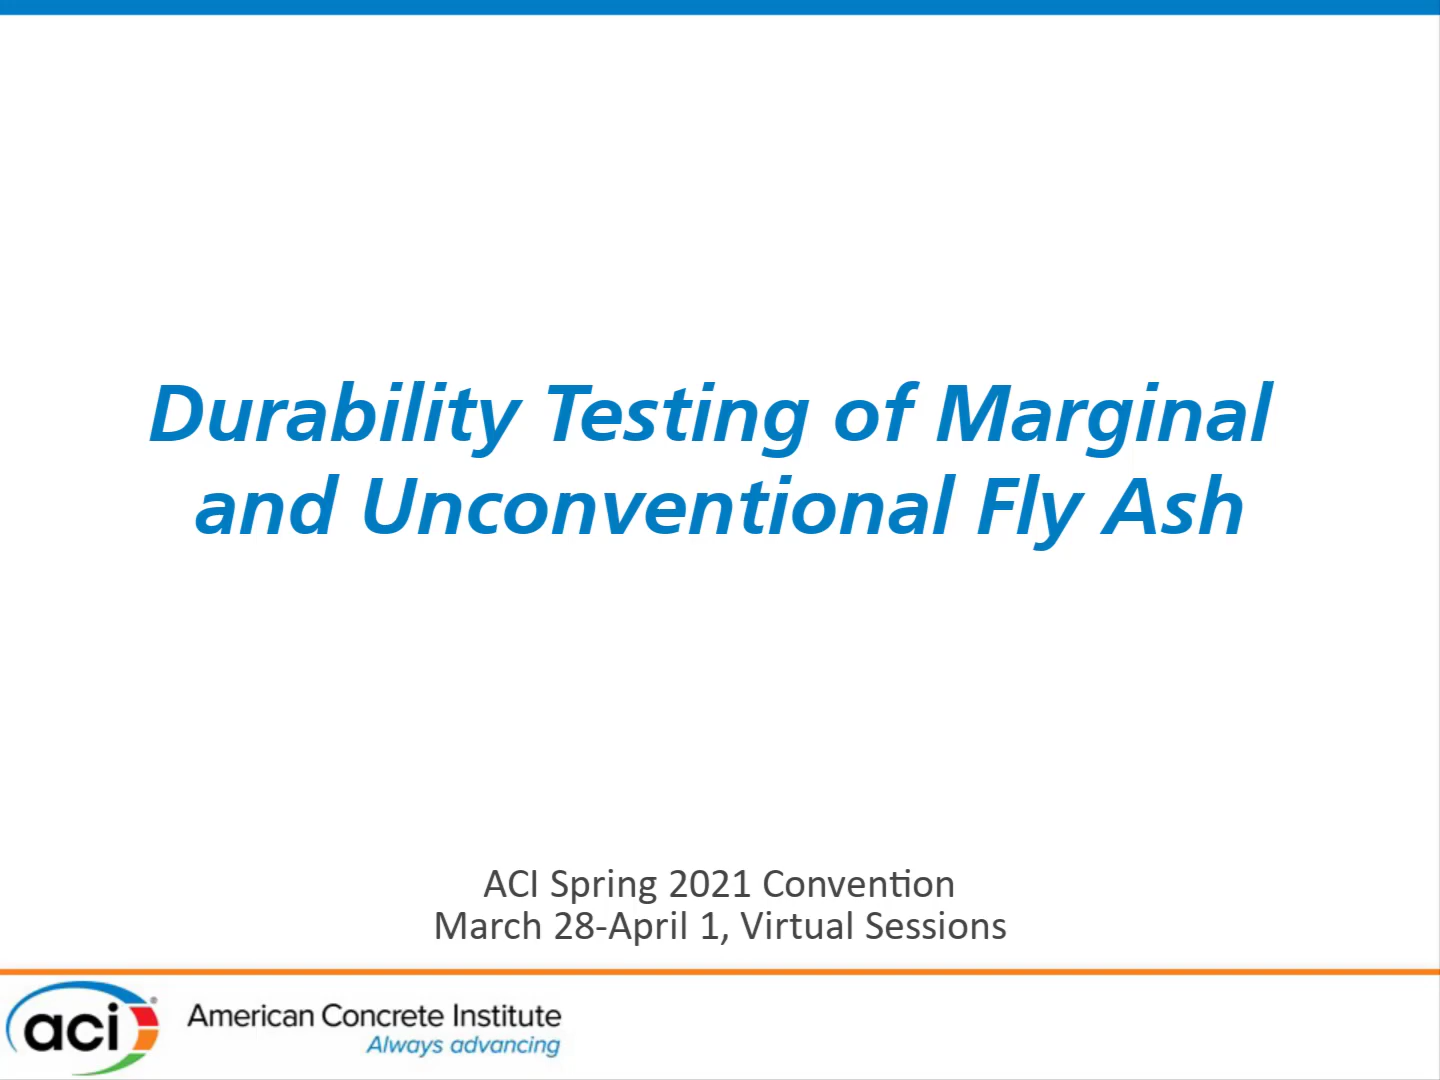 Durability Testing of Marginal
and Unconventional Fly Ash
ACI Spring 2021 Convention
March 28-April 1, Virtual Sessions
aci®
American Concrete Institute
Always advancing